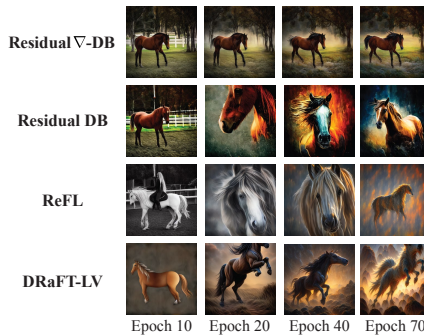 Residual ∇-DB
Residual DB
ReFL
DRaFT-LV
Epoch 10 Epoch 20 Epoch 40 Epoch 70